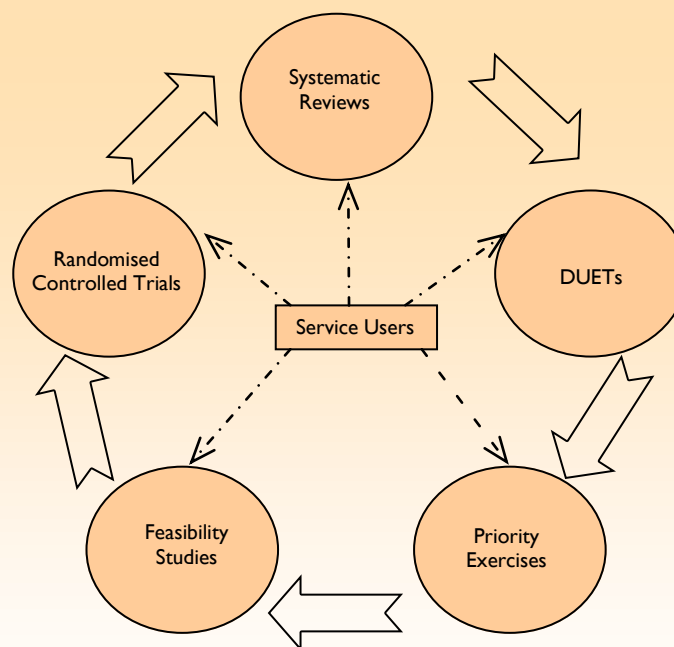 Systematic
Reviews
Randomised
Controlled Trials
DUETs
Service Users
Feasibility
Studies
Priority
Exercises